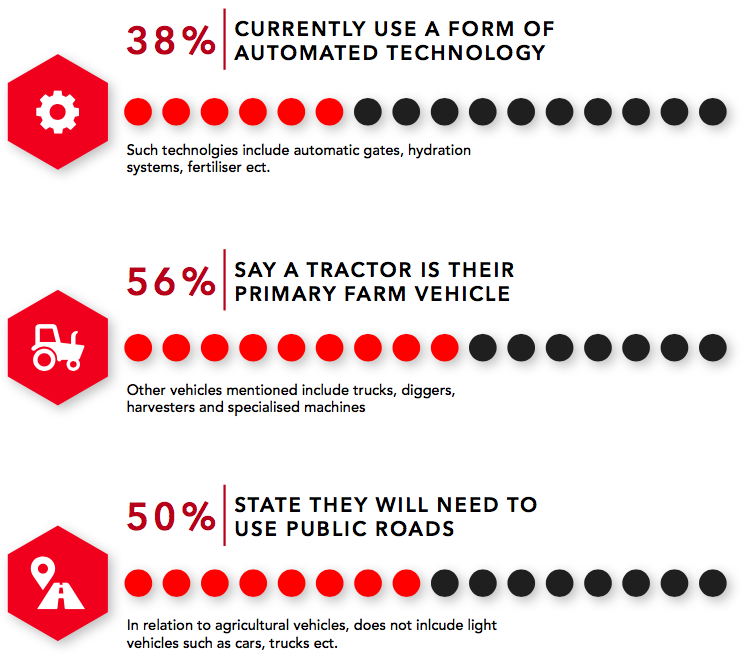 38%
CURRENTLY USE A FORM OF
AUTOMATED TECHNOLOGY
Such technolgies include automatic gates, hydration
systems, fertiliser ect.
56%
SAY A TRACTOR IS THEIR
PRIMARY FARM VEHICLE
Other vehicles mentioned include trucks, diggers,
harvesters and specialised machines
50%
STATE THEY WILL NEED TO
USE PUBLIC ROADS
In relation to agricultural vehicles, does not inlcude light
vehicles such as cars, trucks ect.